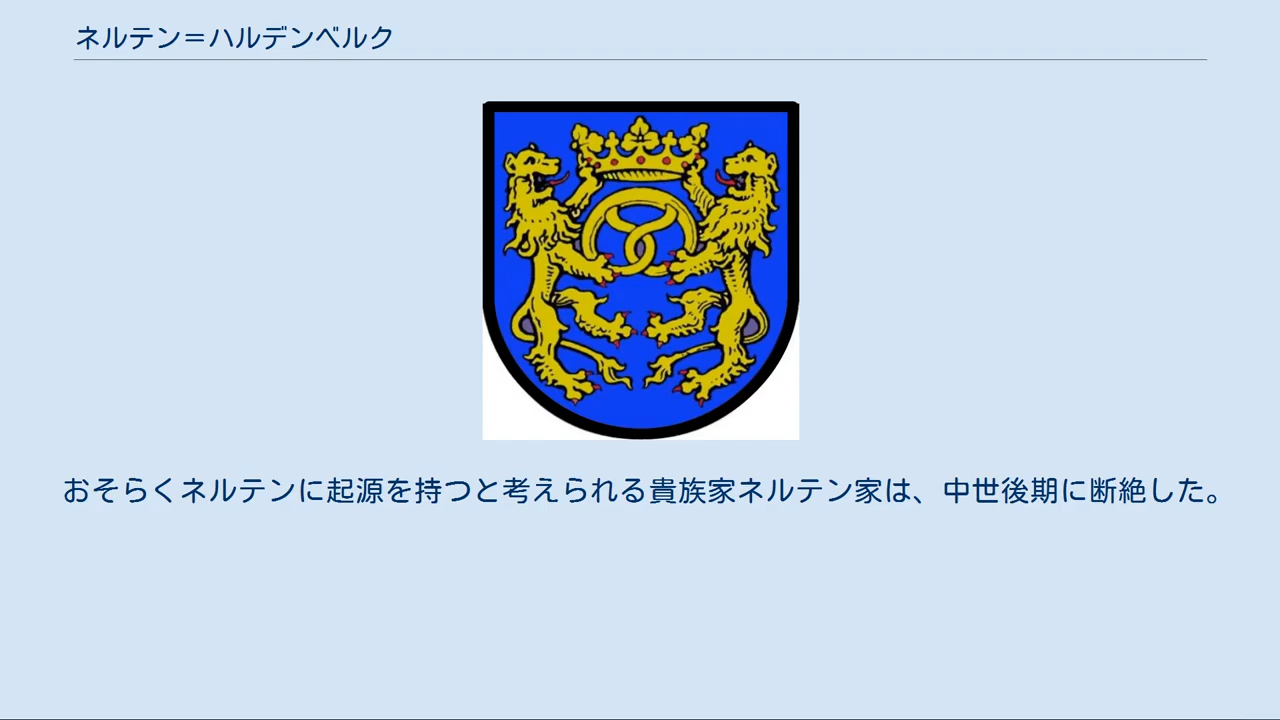 ネルテン＝ハルデンベルク
おそらくネルテンに起源を持つと考えられる貴族家ネルテン家は、中世後期に断絶した。